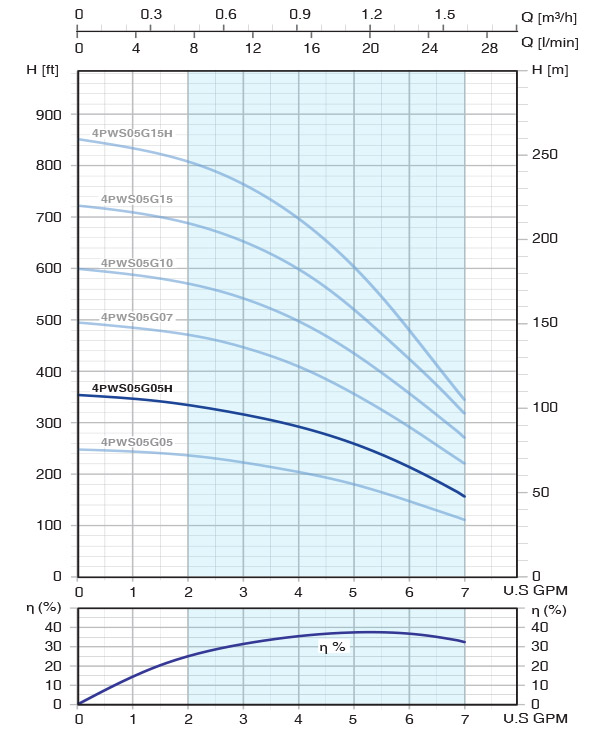 0 0.3 0.6 0.9 1.2 1.5 Q [m³/h]
0 4 8 12 16 20 24 28 Q [l/min]
H [ft] H [m]
900
4PWS05G15H
800 250
4PWS05G15
700 200
4PWS05G10
600
4PWS05G07
500 150
400
4PWS05G05H
100
300
4PWS05G05
200
50
100
0 0
0 1 2 3 4 5 6 7 U.S GPM
η (%) η (%)
40 40
30 η % 30
20 20
10 10
0 0
0 1 2 3 4 5 6 7 U.S GPM